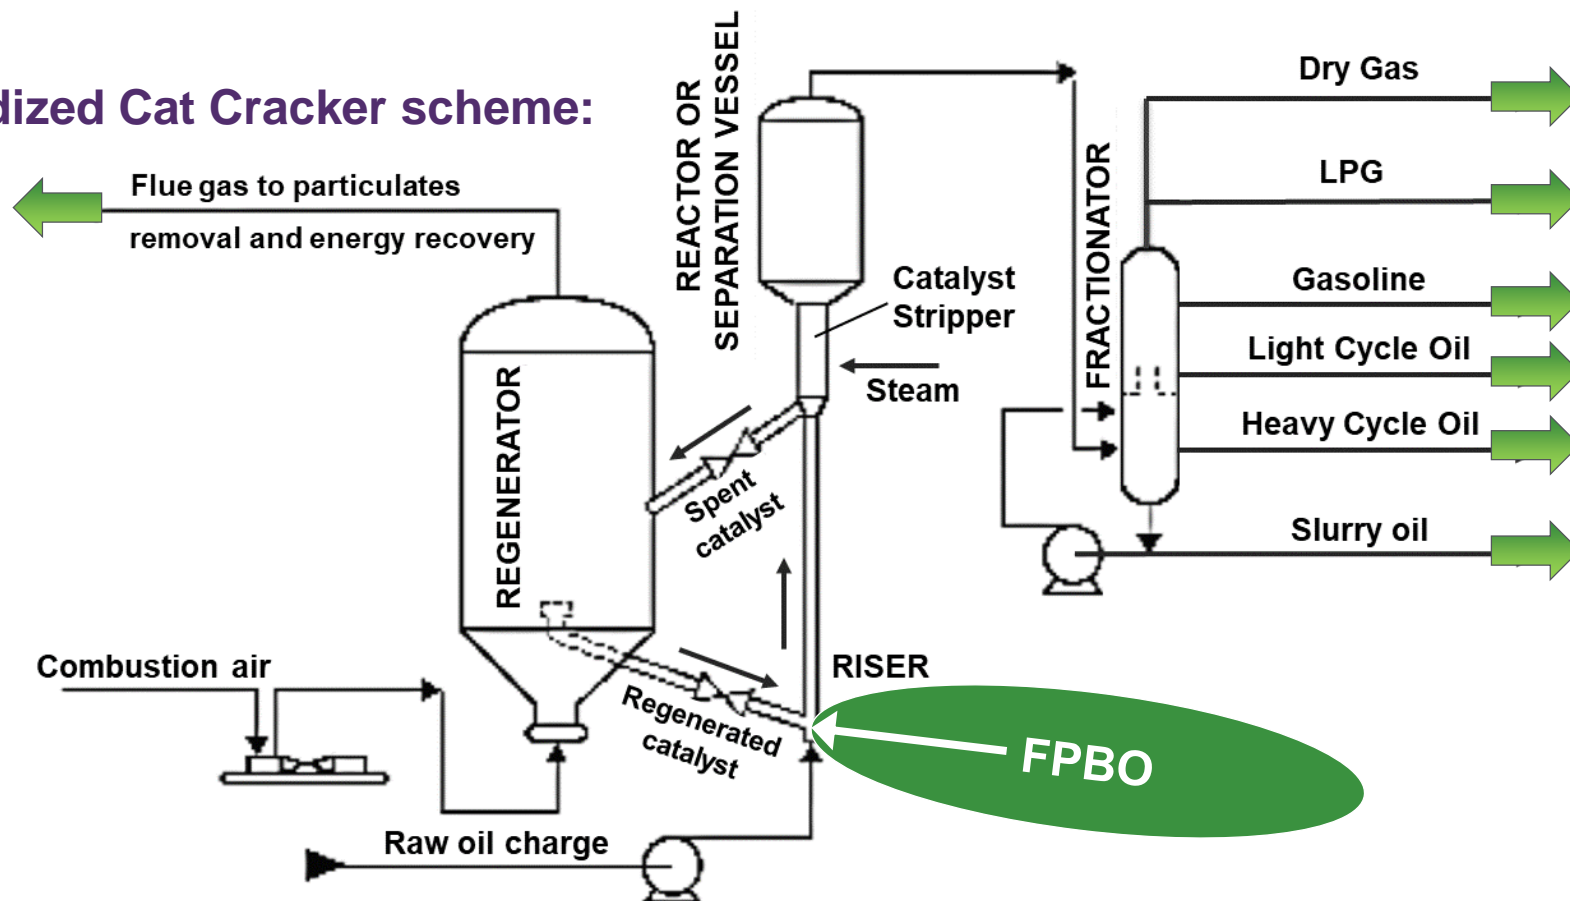 dized Cat Cracker scheme:
Flue gas to particulates
removal and energy recovery
REACTOR OR
SEPARATION VESSEL
Catalyst
Stripper
Steam
FRACTIONATOR
Dry Gas
LPG
Gasoline
Light Cycle Oil
Heavy Cycle Oil
Slurry oil
REGENERATOR
Spent
catalyst
Combustion air
Regenerated
catalyst
RISER
FPBO
Raw oil charge